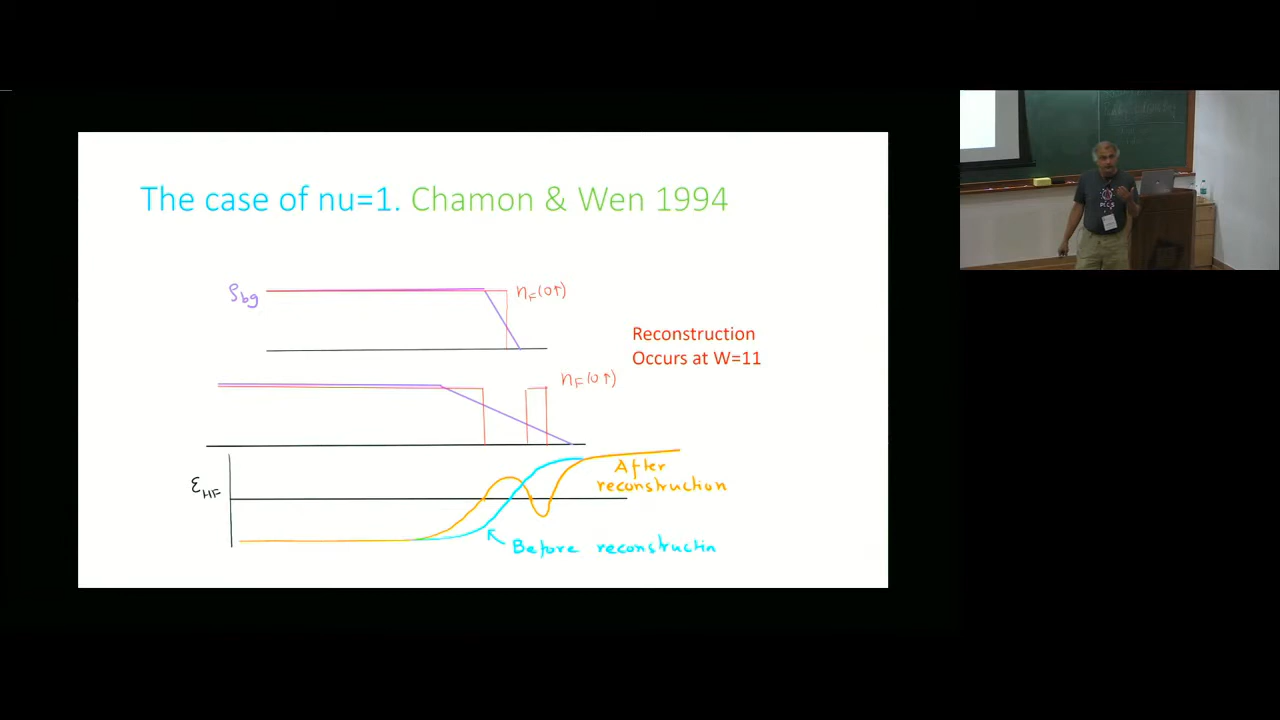 The case of nu=1. Chamon & Wen 1994
ρbg
nF(0↑)
Reconstruction
Occurs at W=11
nF(0↑)
εHF
After
reconstruction
Before reconstructin